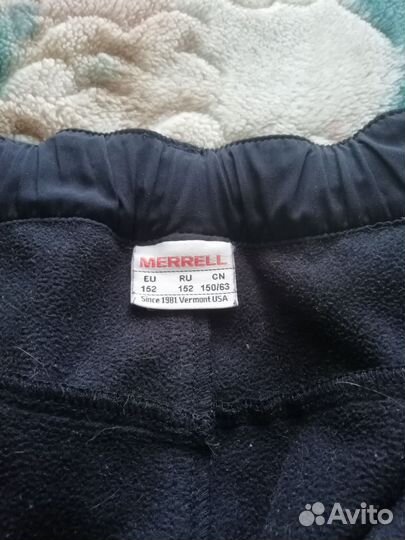 MERRELL
EU RU CN
152 152 150/63
Since 1981 Vermont USA
Avito